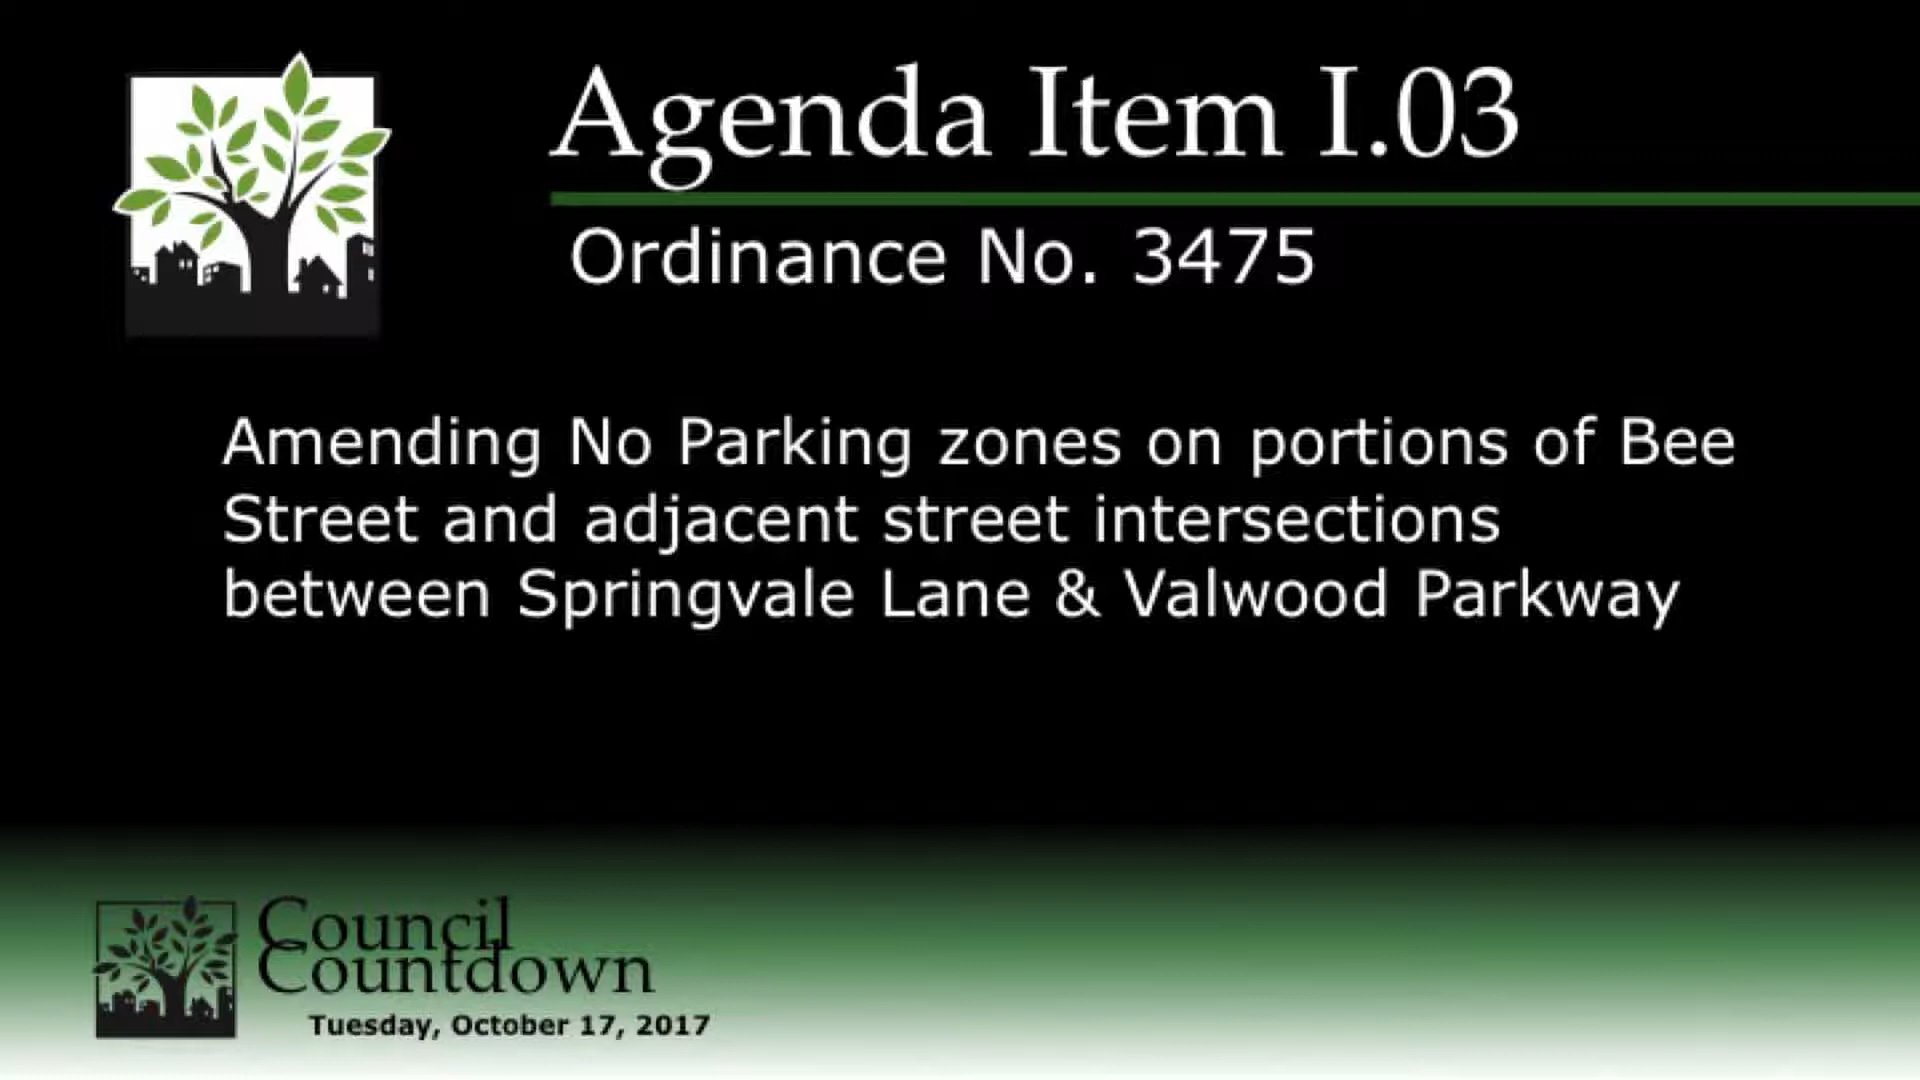 Agenda Item I.03
Ordinance No. 3475
Amending No Parking zones on portions of Bee
Street and adjacent street intersections
between Springvale Lane & Valwood Parkway
Council
Countdown
Tuesday, October 17, 2017